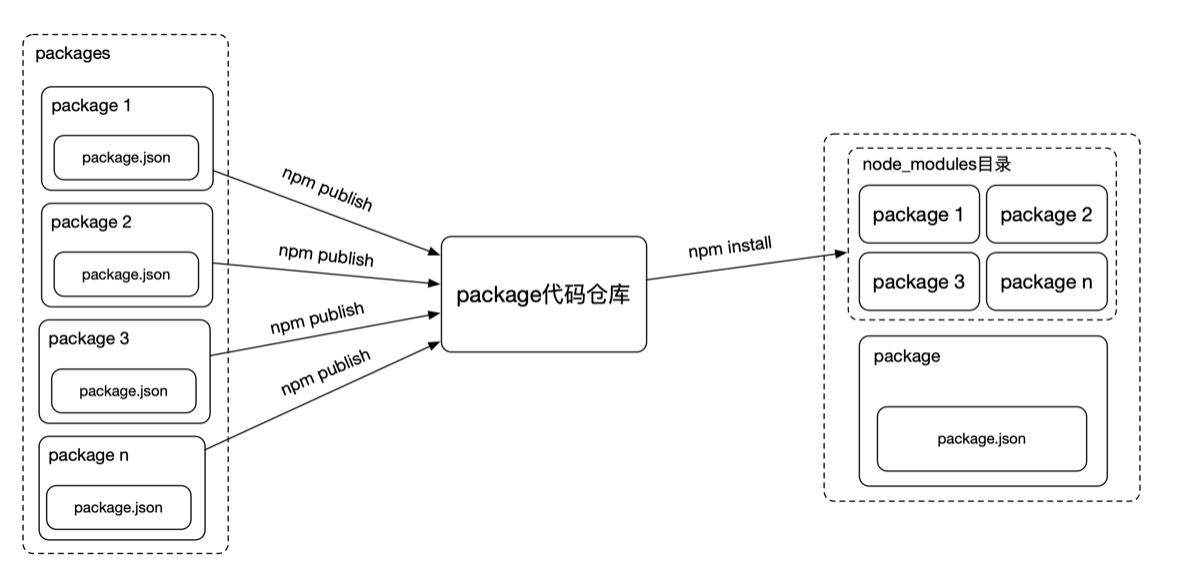 packages
package 1
package.json
package 2
package.json
package 3
package.json
package n
package.json
npm publish
npm publish
npm publish
npm publish
package代码仓库
npm install
node_modules目录
package 1
package 2
package 3
package n
package
package.json